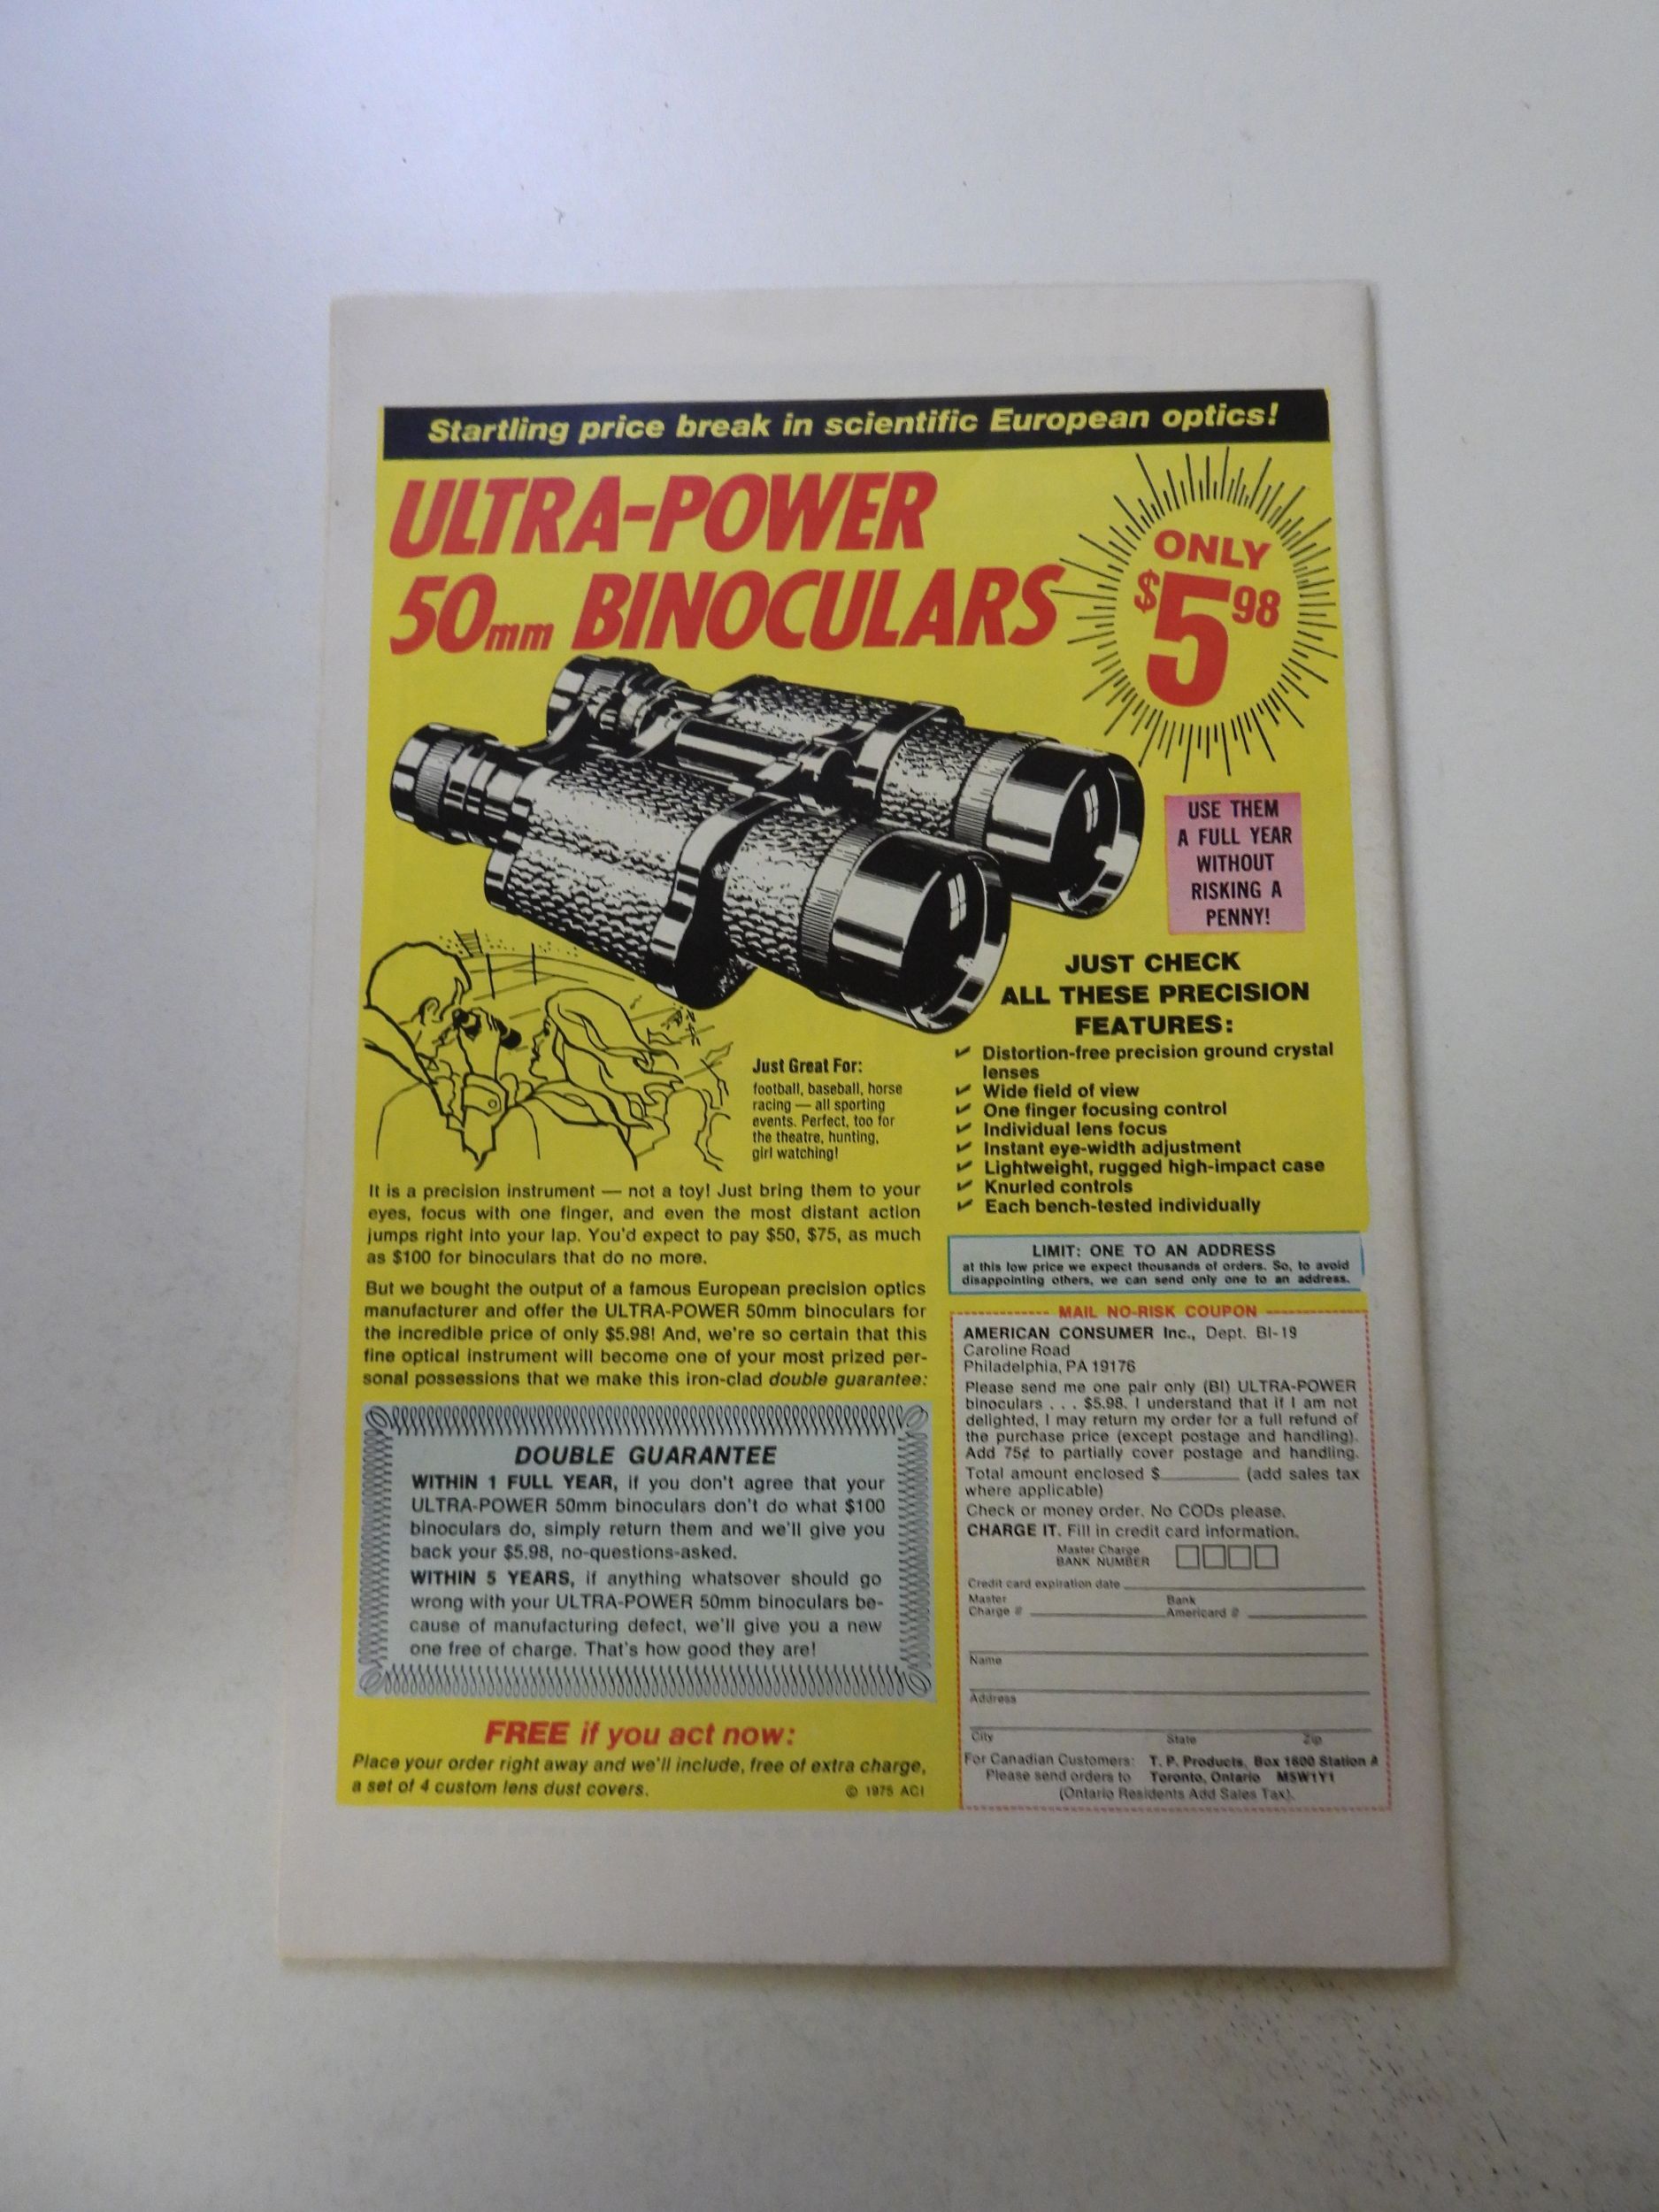 Startling price break in scientific European optics!
ULTRA-POWER
50mm BINOCULARS
ONLY
$5 98
USE THEM
A FULL YEAR
WITHOUT
RISKING A
PENNY!
JUST CHECK
ALL THESE PRECISION
FEATURES:
✔ Distortion-free precision ground crystal
lenses
✔ Wide field of view
✔ One finger focusing control
✔ Individual lens focus
✔ Instant eye-width adjustment
✔ Lightweight, rugged high-impact case
✔ Knurled controls
✔ Each bench-tested individually
Just Great For:
football, baseball, horse
racing — all sporting
events. Perfect, too for
the theatre, hunting,
girl watching!
It is a precision instrument — not a toy! Just bring them to your
eyes, focus with one finger, and even the most distant action
jumps right into your lap. You'd expect to pay $50, $75, as much
as $100 for binoculars that do no more.
But we bought the output of a famous European precision optics
manufacturer and offer the ULTRA-POWER 50mm binoculars for
the incredible price of only $5.98! And, we're so certain that this
fine optical instrument will become one of your most prized per-
sonal possessions that we make this iron-clad double guarantee:
DOUBLE GUARANTEE
WITHIN 1 FULL YEAR, if you don't agree that your
ULTRA-POWER 50mm binoculars don't do what $100
binoculars do, simply return them and we'll give you
back your $5.98, no-questions-asked.
WITHIN 5 YEARS, if anything whatsover should go
wrong with your ULTRA-POWER 50mm binoculars be-
cause of manufacturing defect, we'll give you a new
one free of charge. That's how good they are!
FREE if you act now:
Place your order right away and we'll include, free of extra charge,
a set of 4 custom lens dust covers.
© 1975 ACI
LIMIT: ONE TO AN ADDRESS
at this low price we expect thousands of orders. So, to avoid
disappointing others, we can send only one to an address.
MAIL NO-RISK COUPON
AMERICAN CONSUMER Inc., Dept. BI-19
Caroline Road
Philadelphia, PA 19176
Please send me one pair only (BI) ULTRA-POWER
binoculars . . . $5.98. I understand that if I am not
delighted, I may return my order for a full refund of
the purchase price (except postage and handling).
Add 75¢ to partially cover postage and handling.
Total amount enclosed $ (add sales tax
where applicable)
Check or money order. No CODs please.
CHARGE IT. Fill in credit card information.
Master Charge
BANK NUMBER
Credit card expiration date
Master
Charge #
Bank
Americard #
Name
Address
City State Zip
For Canadian Customers: T. P. Products, Box 1600 Station A
Please send orders to Toronto, Ontario M5W1Y1
(Ontario Residents Add Sales Tax).